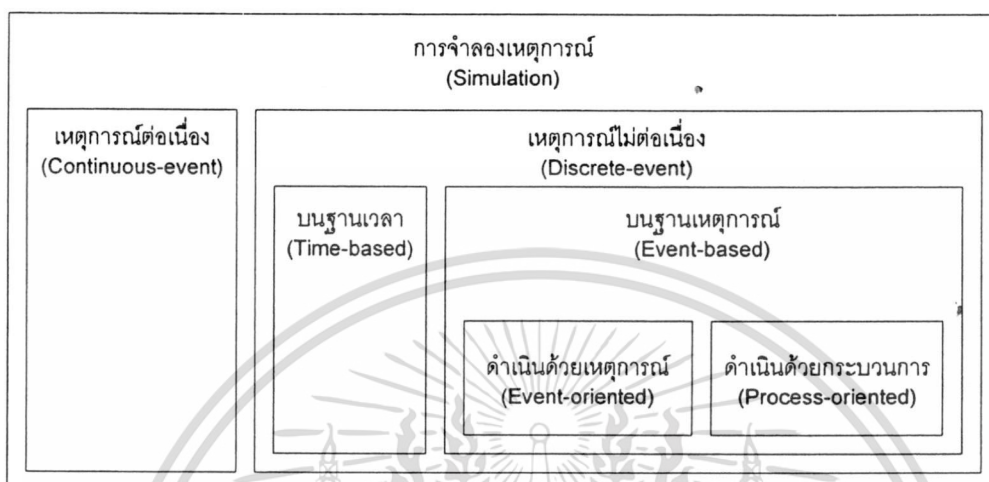 การจำลองเหตุการณ์
(Simulation)
เหตุการณ์ต่อเนื่อง
(Continuous-event)
เหตุการณ์ไม่ต่อเนื่อง
(Discrete-event)
บนฐานเวลา
(Time-based)
บนฐานเหตุการณ์
(Event-based)
ดำเนินด้วยเหตุการณ์
(Event-oriented)
ดำเนินด้วยกระบวนการ
(Process-oriented)